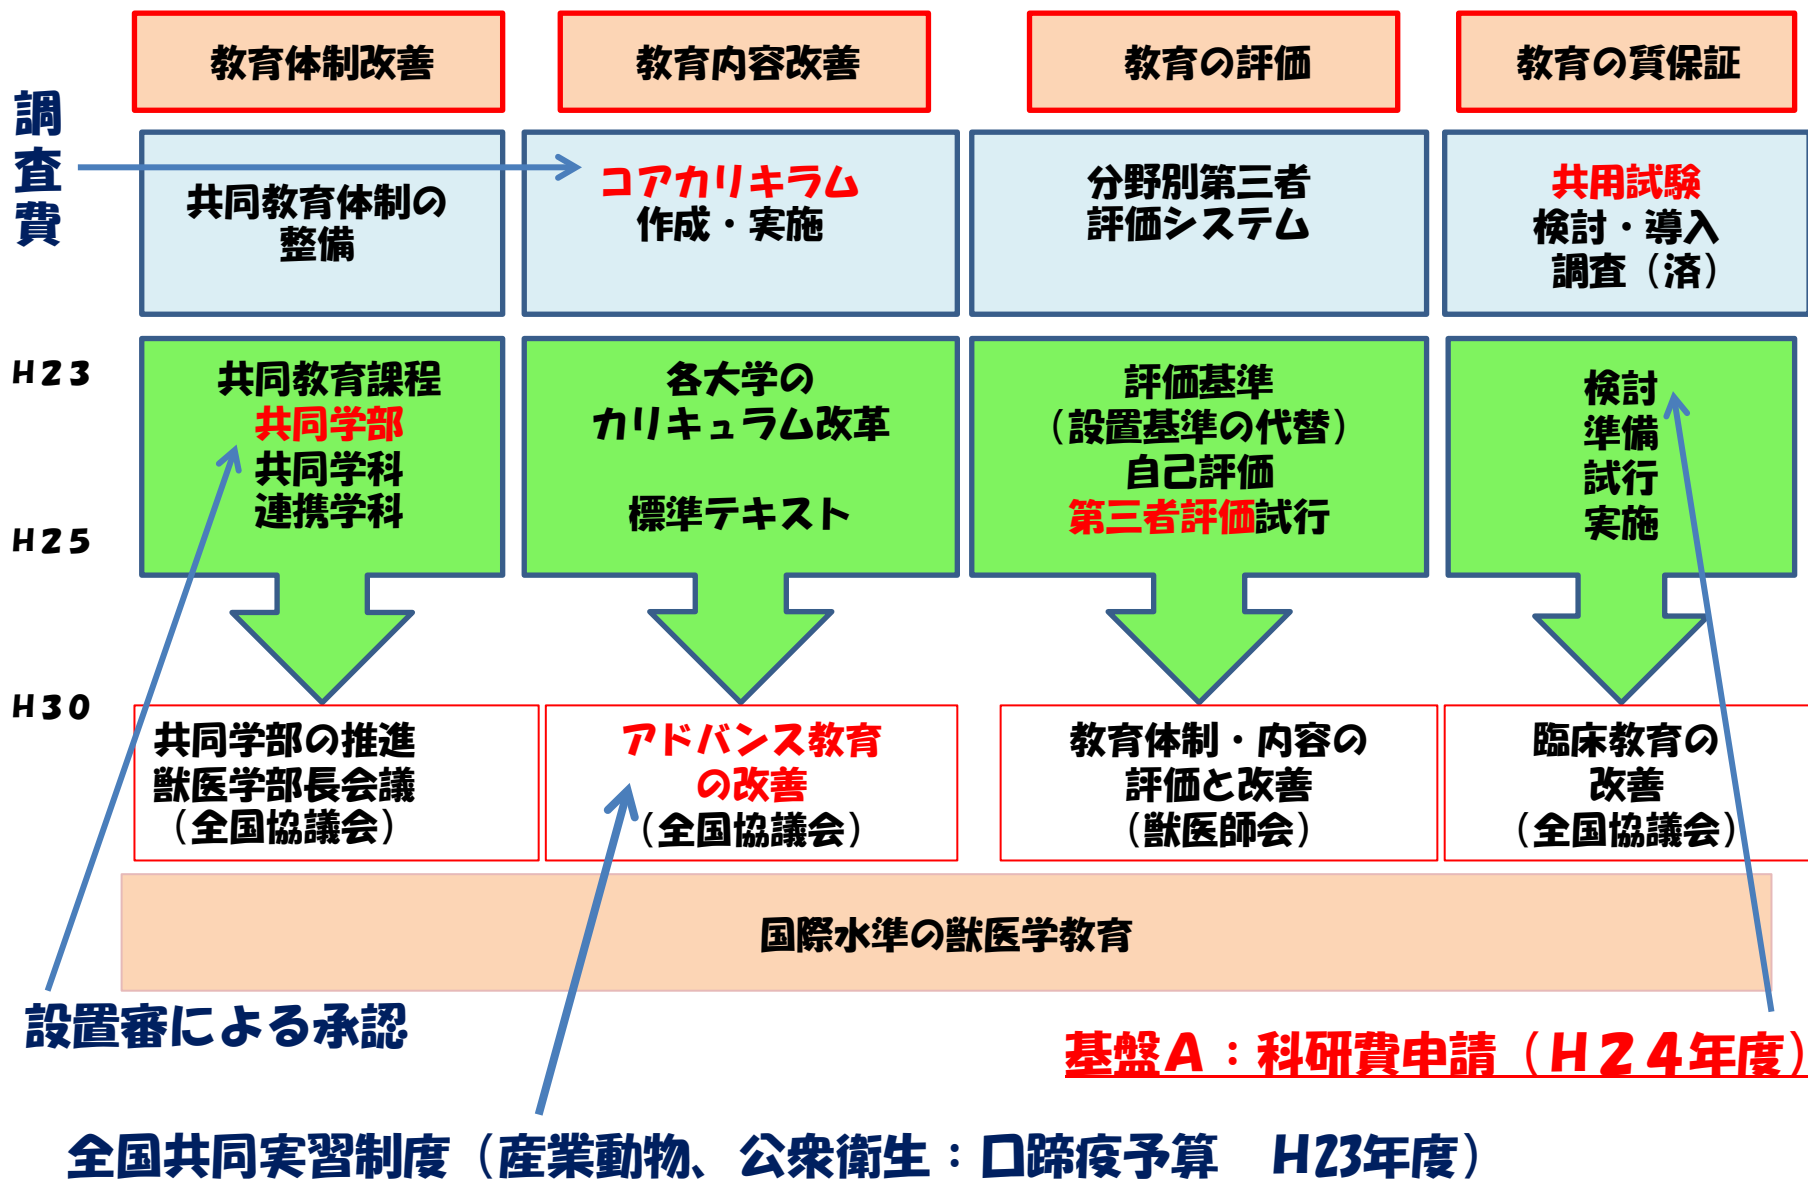 教育体制改善
教育内容改善
教育の評価
教育の質保証
調査費
共同教育体制の
整備
コアカリキラム
作成・実施
分野別第三者
評価システム
共用試験
検討・導入
調査（済）
H23
共同教育課程
共同学部
共同学科
連携学科
各大学の
カリキュラム改革
標準テキスト
評価基準
（設置基準の代替）
自己評価
第三者評価試行
検討
準備
試行
実施
H25
H30
共同学部の推進
獣医学部長会議
（全国協議会）
アドバンス教育
の改善
（全国協議会）
教育体制・内容の
評価と改善
（獣医師会）
臨床教育の
改善
（全国協議会）
国際水準の獣医学教育
設置審による承認
基盤A：科研費申請（H２４年度）
全国共同実習制度（産業動物、公衆衛生：口蹄疫予算　H23年度）